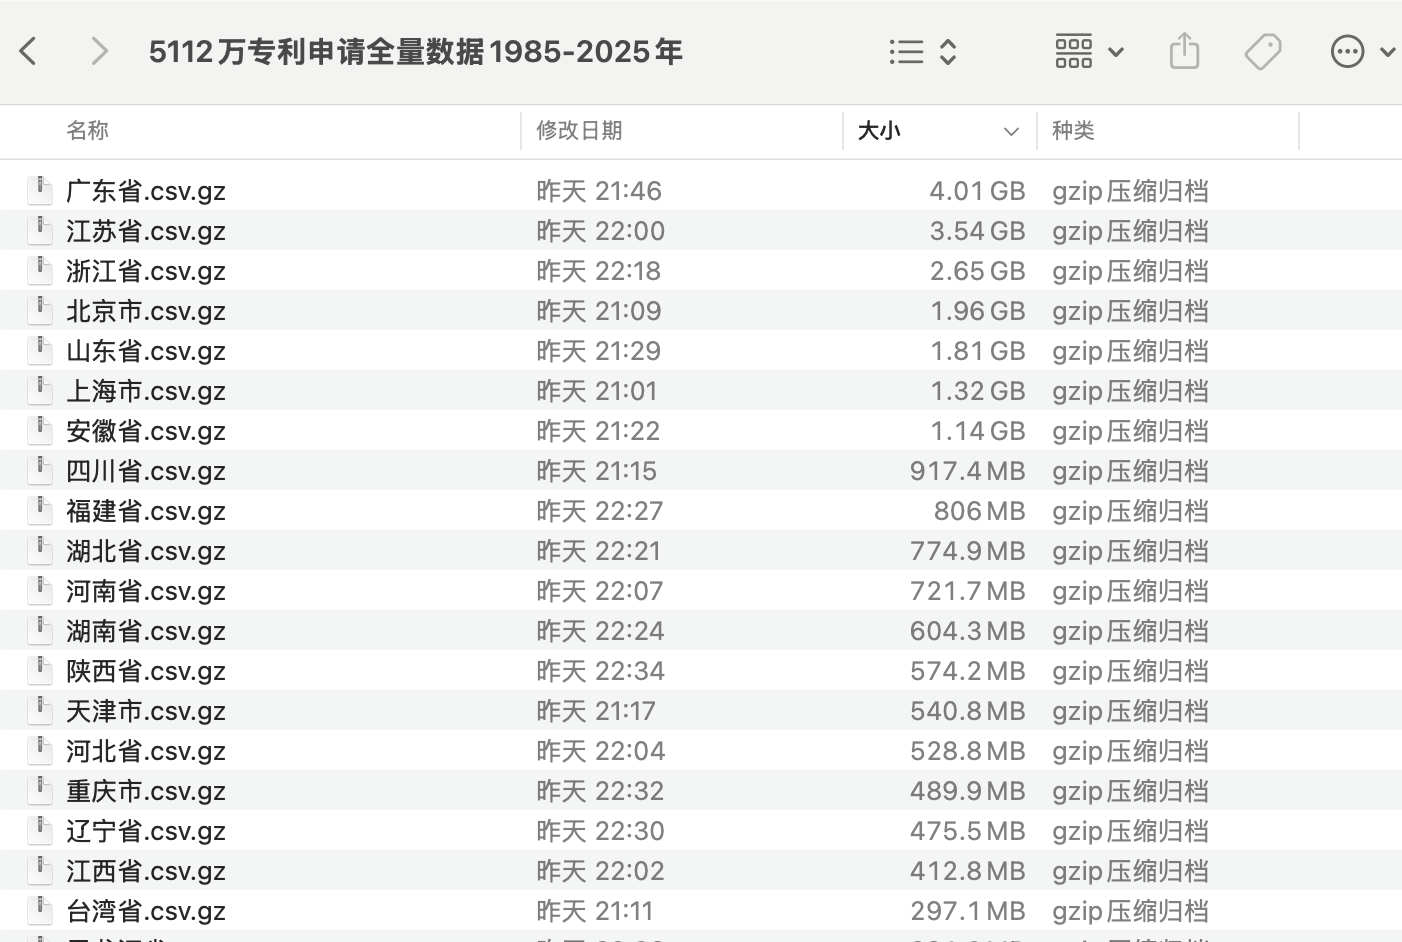 5112万专利申请全量数据1985-2025年
名称 修改日期 大小 种类
广东省.csv.gz 昨天 21:46 4.01 GB gzip压缩归档
江苏省.csv.gz 昨天 22:00 3.54 GB gzip压缩归档
浙江省.csv.gz 昨天 22:18 2.65 GB gzip压缩归档
北京市.csv.gz 昨天 21:09 1.96 GB gzip压缩归档
山东省.csv.gz 昨天 21:29 1.81 GB gzip压缩归档
上海市.csv.gz 昨天 21:01 1.32 GB gzip压缩归档
安徽省.csv.gz 昨天 21:22 1.14 GB gzip压缩归档
四川省.csv.gz 昨天 21:15 917.4 MB gzip压缩归档
福建省.csv.gz 昨天 22:27 806 MB gzip压缩归档
湖北省.csv.gz 昨天 22:21 774.9 MB gzip压缩归档
河南省.csv.gz 昨天 22:07 721.7 MB gzip压缩归档
湖南省.csv.gz 昨天 22:24 604.3 MB gzip压缩归档
陕西省.csv.gz 昨天 22:34 574.2 MB gzip压缩归档
天津市.csv.gz 昨天 21:17 540.8 MB gzip压缩归档
河北省.csv.gz 昨天 22:04 528.8 MB gzip压缩归档
重庆市.csv.gz 昨天 22:32 489.9 MB gzip压缩归档
辽宁省.csv.gz 昨天 22:30 475.5 MB gzip压缩归档
江西省.csv.gz 昨天 22:02 412.8 MB gzip压缩归档
台湾省.csv.gz 昨天 21:11 297.1 MB gzip压缩归档